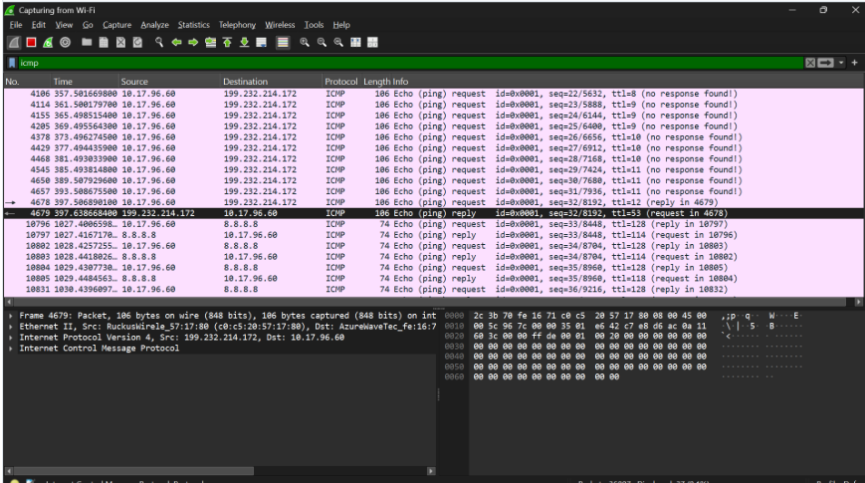 Capturing from Wi-Fi
File Edit View Go Capture Analyze Statistics Telephony Wireless Tools Help
icmp
No. Time Source Destination Protocol Length Info
4106 357.501669800 10.17.96.60 199.232.214.172 ICMP 106 Echo (ping) request id=0x0001, seq=22/5632, ttl=8 (no response found!)
4114 361.500179700 10.17.96.60 199.232.214.172 ICMP 106 Echo (ping) request id=0x0001, seq=23/5888, ttl=9 (no response found!)
4155 365.498515400 10.17.96.60 199.232.214.172 ICMP 106 Echo (ping) request id=0x0001, seq=24/6144, ttl=9 (no response found!)
4205 369.495564300 10.17.96.60 199.232.214.172 ICMP 106 Echo (ping) request id=0x0001, seq=25/6400, ttl=9 (no response found!)
4378 373.496274500 10.17.96.60 199.232.214.172 ICMP 106 Echo (ping) request id=0x0001, seq=26/6656, ttl=10 (no response found!)
4429 377.494435900 10.17.96.60 199.232.214.172 ICMP 106 Echo (ping) request id=0x0001, seq=27/6912, ttl=10 (no response found!)
4468 381.493033900 10.17.96.60 199.232.214.172 ICMP 106 Echo (ping) request id=0x0001, seq=28/7168, ttl=10 (no response found!)
4545 385.493814800 10.17.96.60 199.232.214.172 ICMP 106 Echo (ping) request id=0x0001, seq=29/7424, ttl=11 (no response found!)
4650 389.507929600 10.17.96.60 199.232.214.172 ICMP 106 Echo (ping) request id=0x0001, seq=30/7680, ttl=11 (no response found!)
4657 393.508675500 10.17.96.60 199.232.214.172 ICMP 106 Echo (ping) request id=0x0001, seq=31/7936, ttl=11 (no response found!)
4678 397.506890100 10.17.96.60 199.232.214.172 ICMP 106 Echo (ping) request id=0x0001, seq=32/8192, ttl=12 (reply in 4679)
4679 397.638668400 199.232.214.172 10.17.96.60 ICMP 106 Echo (ping) reply id=0x0001, seq=32/8192, ttl=53 (request in 4678)
10796 1027.4006598… 10.17.96.60 8.8.8.8 ICMP 74 Echo (ping) request id=0x0001, seq=33/8448, ttl=128 (reply in 10797)
10797 1027.4167170… 8.8.8.8 10.17.96.60 ICMP 74 Echo (ping) reply id=0x0001, seq=33/8448, ttl=114 (request in 10796)
10802 1028.4257255… 10.17.96.60 8.8.8.8 ICMP 74 Echo (ping) request id=0x0001, seq=34/8704, ttl=128 (reply in 10803)
10803 1028.4418026… 8.8.8.8 10.17.96.60 ICMP 74 Echo (ping) reply id=0x0001, seq=34/8704, ttl=114 (request in 10802)
10804 1029.4307730… 10.17.96.60 8.8.8.8 ICMP 74 Echo (ping) request id=0x0001, seq=35/8960, ttl=128 (reply in 10805)
10805 1029.4484563… 8.8.8.8 10.17.96.60 ICMP 74 Echo (ping) reply id=0x0001, seq=35/8960, ttl=114 (request in 10804)
10831 1030.4396097… 10.17.96.60 8.8.8.8 ICMP 74 Echo (ping) request id=0x0001, seq=36/9216, ttl=128 (reply in 10832)
Frame 4679: Packet, 106 bytes on wire (848 bits), 106 bytes captured (848 bits) on int
Ethernet II, Src: RuckusWirele_57:17:80 (c0:c5:20:57:17:80), Dst: AzureWaveTec_fe:16:7
Internet Protocol Version 4, Src: 199.232.214.172, Dst: 10.17.96.60
Internet Control Message Protocol
0000 2c 3b 70 fe 16 71 c0 c5 20 57 17 80 08 00 45 00 ,;p··q·· W····E·
0010 00 5c 96 7c 00 00 35 01 e6 42 c7 e8 d6 ac 0a 11
0020 60 3c 00 00 ff de 00 01 00 20 00 00 00 00 00 00
0030 00 00 00 00 00 00 00 00 00 00 00 00 00 00 00 00
0040 00 00 00 00 00 00 00 00 00 00 00 00 00 00 00 00
0050 00 00 00 00 00 00 00 00 00 00 00 00 00 00 00 00
0060 00 00 00 00 00 00 00 00 00 00